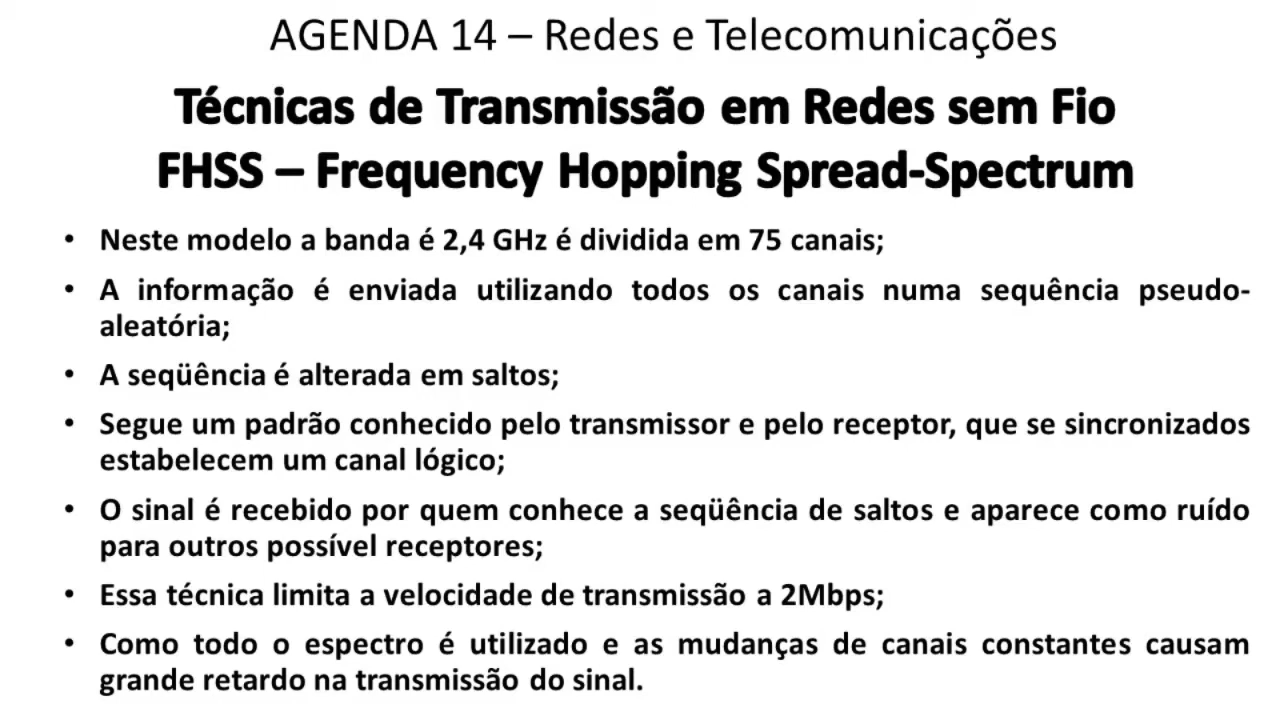 AGENDA 14 – Redes e Telecomunicações
Técnicas de Transmissão em Redes sem Fio
FHSS – Frequency Hopping Spread-Spectrum
• Neste modelo a banda é 2,4 GHz é dividida em 75 canais;
• A informação é enviada utilizando todos os canais numa sequência pseudo-
aleatória;
• A seqüência é alterada em saltos;
• Segue um padrão conhecido pelo transmissor e pelo receptor, que se sincronizados
estabelecem um canal lógico;
• O sinal é recebido por quem conhece a seqüência de saltos e aparece como ruído
para outros possível receptores;
• Essa técnica limita a velocidade de transmissão a 2Mbps;
• Como todo o espectro é utilizado e as mudanças de canais constantes causam
grande retardo na transmissão do sinal.